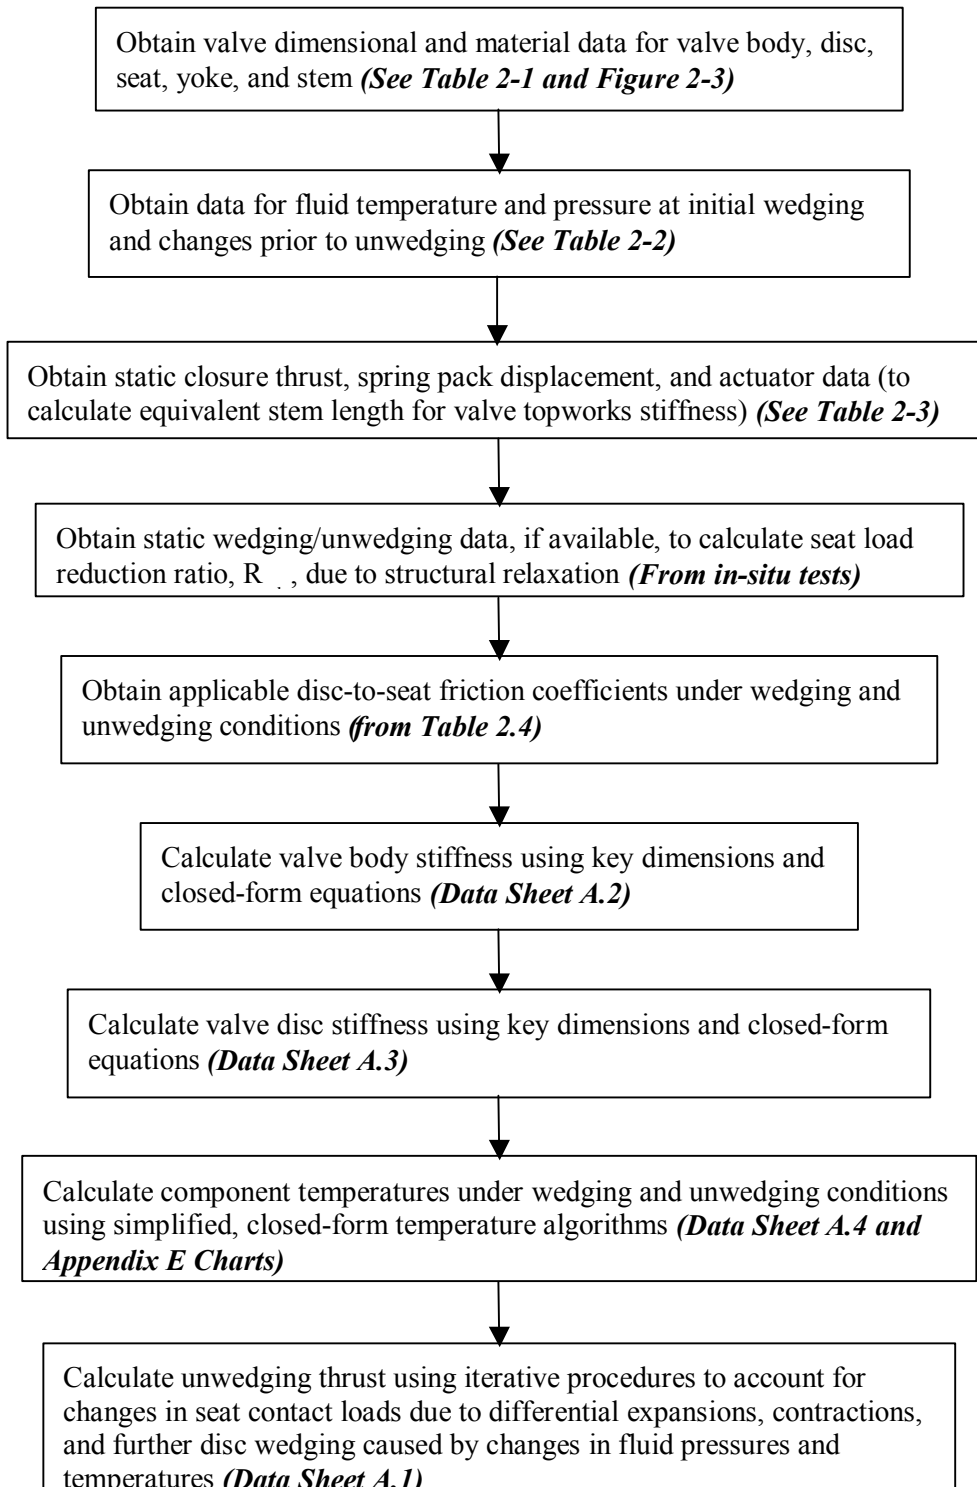 Obtain valve dimensional and material data for valve body, disc,
seat, yoke, and stem (See Table 2-1 and Figure 2-3)
Obtain data for fluid temperature and pressure at initial wedging
and changes prior to unwedging (See Table 2-2)
Obtain static closure thrust, spring pack displacement, and actuator data (to
calculate equivalent stem length for valve topworks stiffness) (See Table 2-3)
Obtain static wedging/unwedging data, if available, to calculate seat load
reduction ratio, R , due to structural relaxation (From in-situ tests)
Obtain applicable disc-to-seat friction coefficients under wedging and
unwedging conditions (from Table 2.4)
Calculate valve body stiffness using key dimensions and
closed-form equations (Data Sheet A.2)
Calculate valve disc stiffness using key dimensions and closed-form
equations (Data Sheet A.3)
Calculate component temperatures under wedging and unwedging conditions
using simplified, closed-form temperature algorithms (Data Sheet A.4 and
Appendix E Charts)
Calculate unwedging thrust using iterative procedures to account for
changes in seat contact loads due to differential expansions, contractions,
and further disc wedging caused by changes in fluid pressures and
temperatures (Data Sheet A.1)